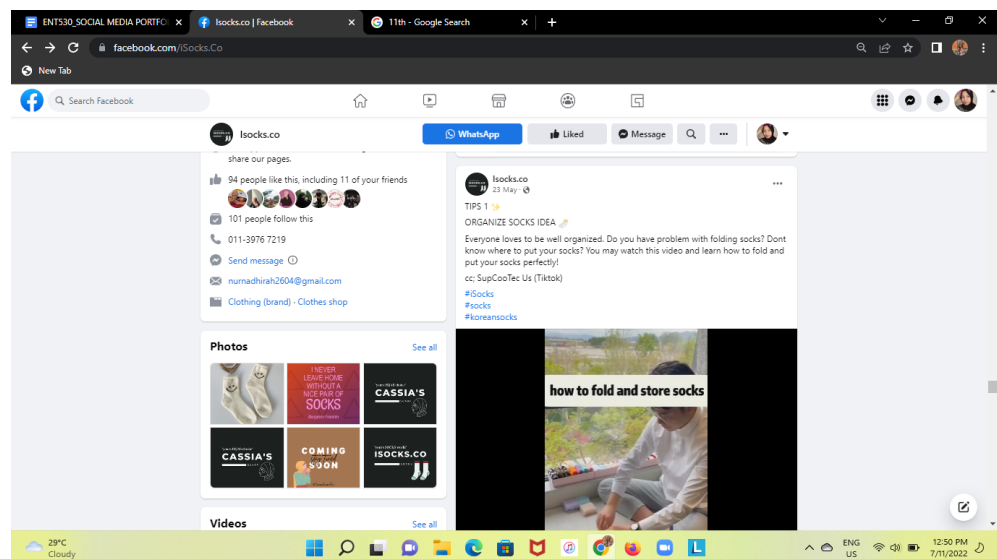 ENT530_SOCIAL MEDIA PORTFO
Isocks.co | Facebook
11th - Google Search
facebook.com/iSocks.Co
New Tab
Search Facebook
Isocks.co
WhatsApp
Liked
Message
share our pages.
94 people like this, including 11 of your friends
101 people follow this
011-3976 7219
Send message
nurnadhirah2604@gmail.com
Clothing (brand) · Clothes shop
Photos
See all
I NEVER
LEAVE HOME
WITHOUT A
NICE PAIR OF
SOCKS
CASSIA'S
CASSIA'S
COMING
SOON
ISOCKS.CO
Videos
See all
Isocks.co
23 May ·
TIPS 1
ORGANIZE SOCKS IDEA
Everyone loves to be well organized. Do you have problem with folding socks? Dont
know where to put your socks? You may watch this video and learn how to fold and
put your socks perfectly!
cc; SupCooTec Us (Tiktok)
#iSocks
#socks
#koreansocks
how to fold and store socks
29°C
Cloudy
ENG
US
12:50 PM
7/11/2022